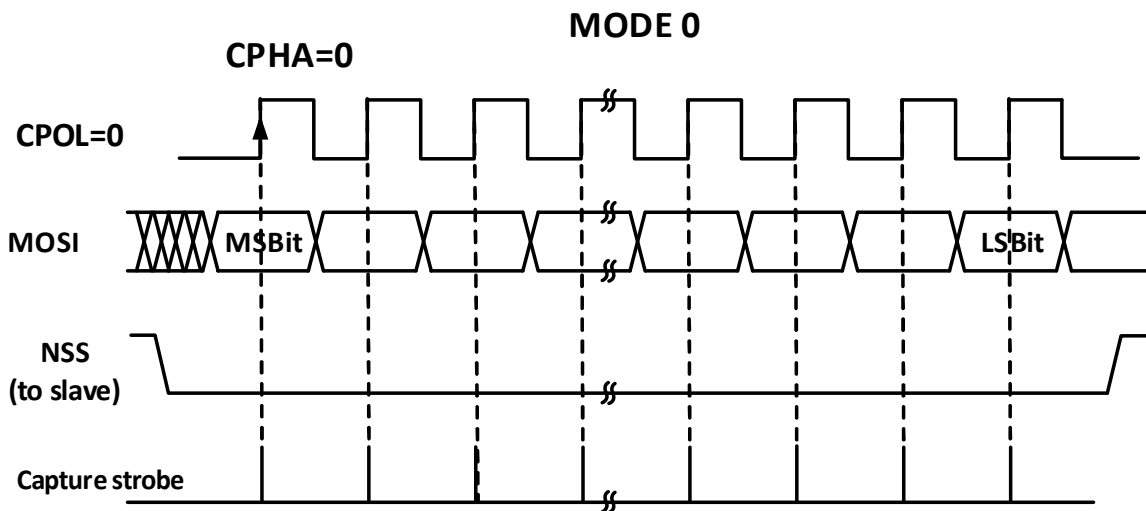 MODE 0
CPHA=0
CPOL=0
MOSI
MSBit
LSBit
NSS
(to slave)
Capture strobe